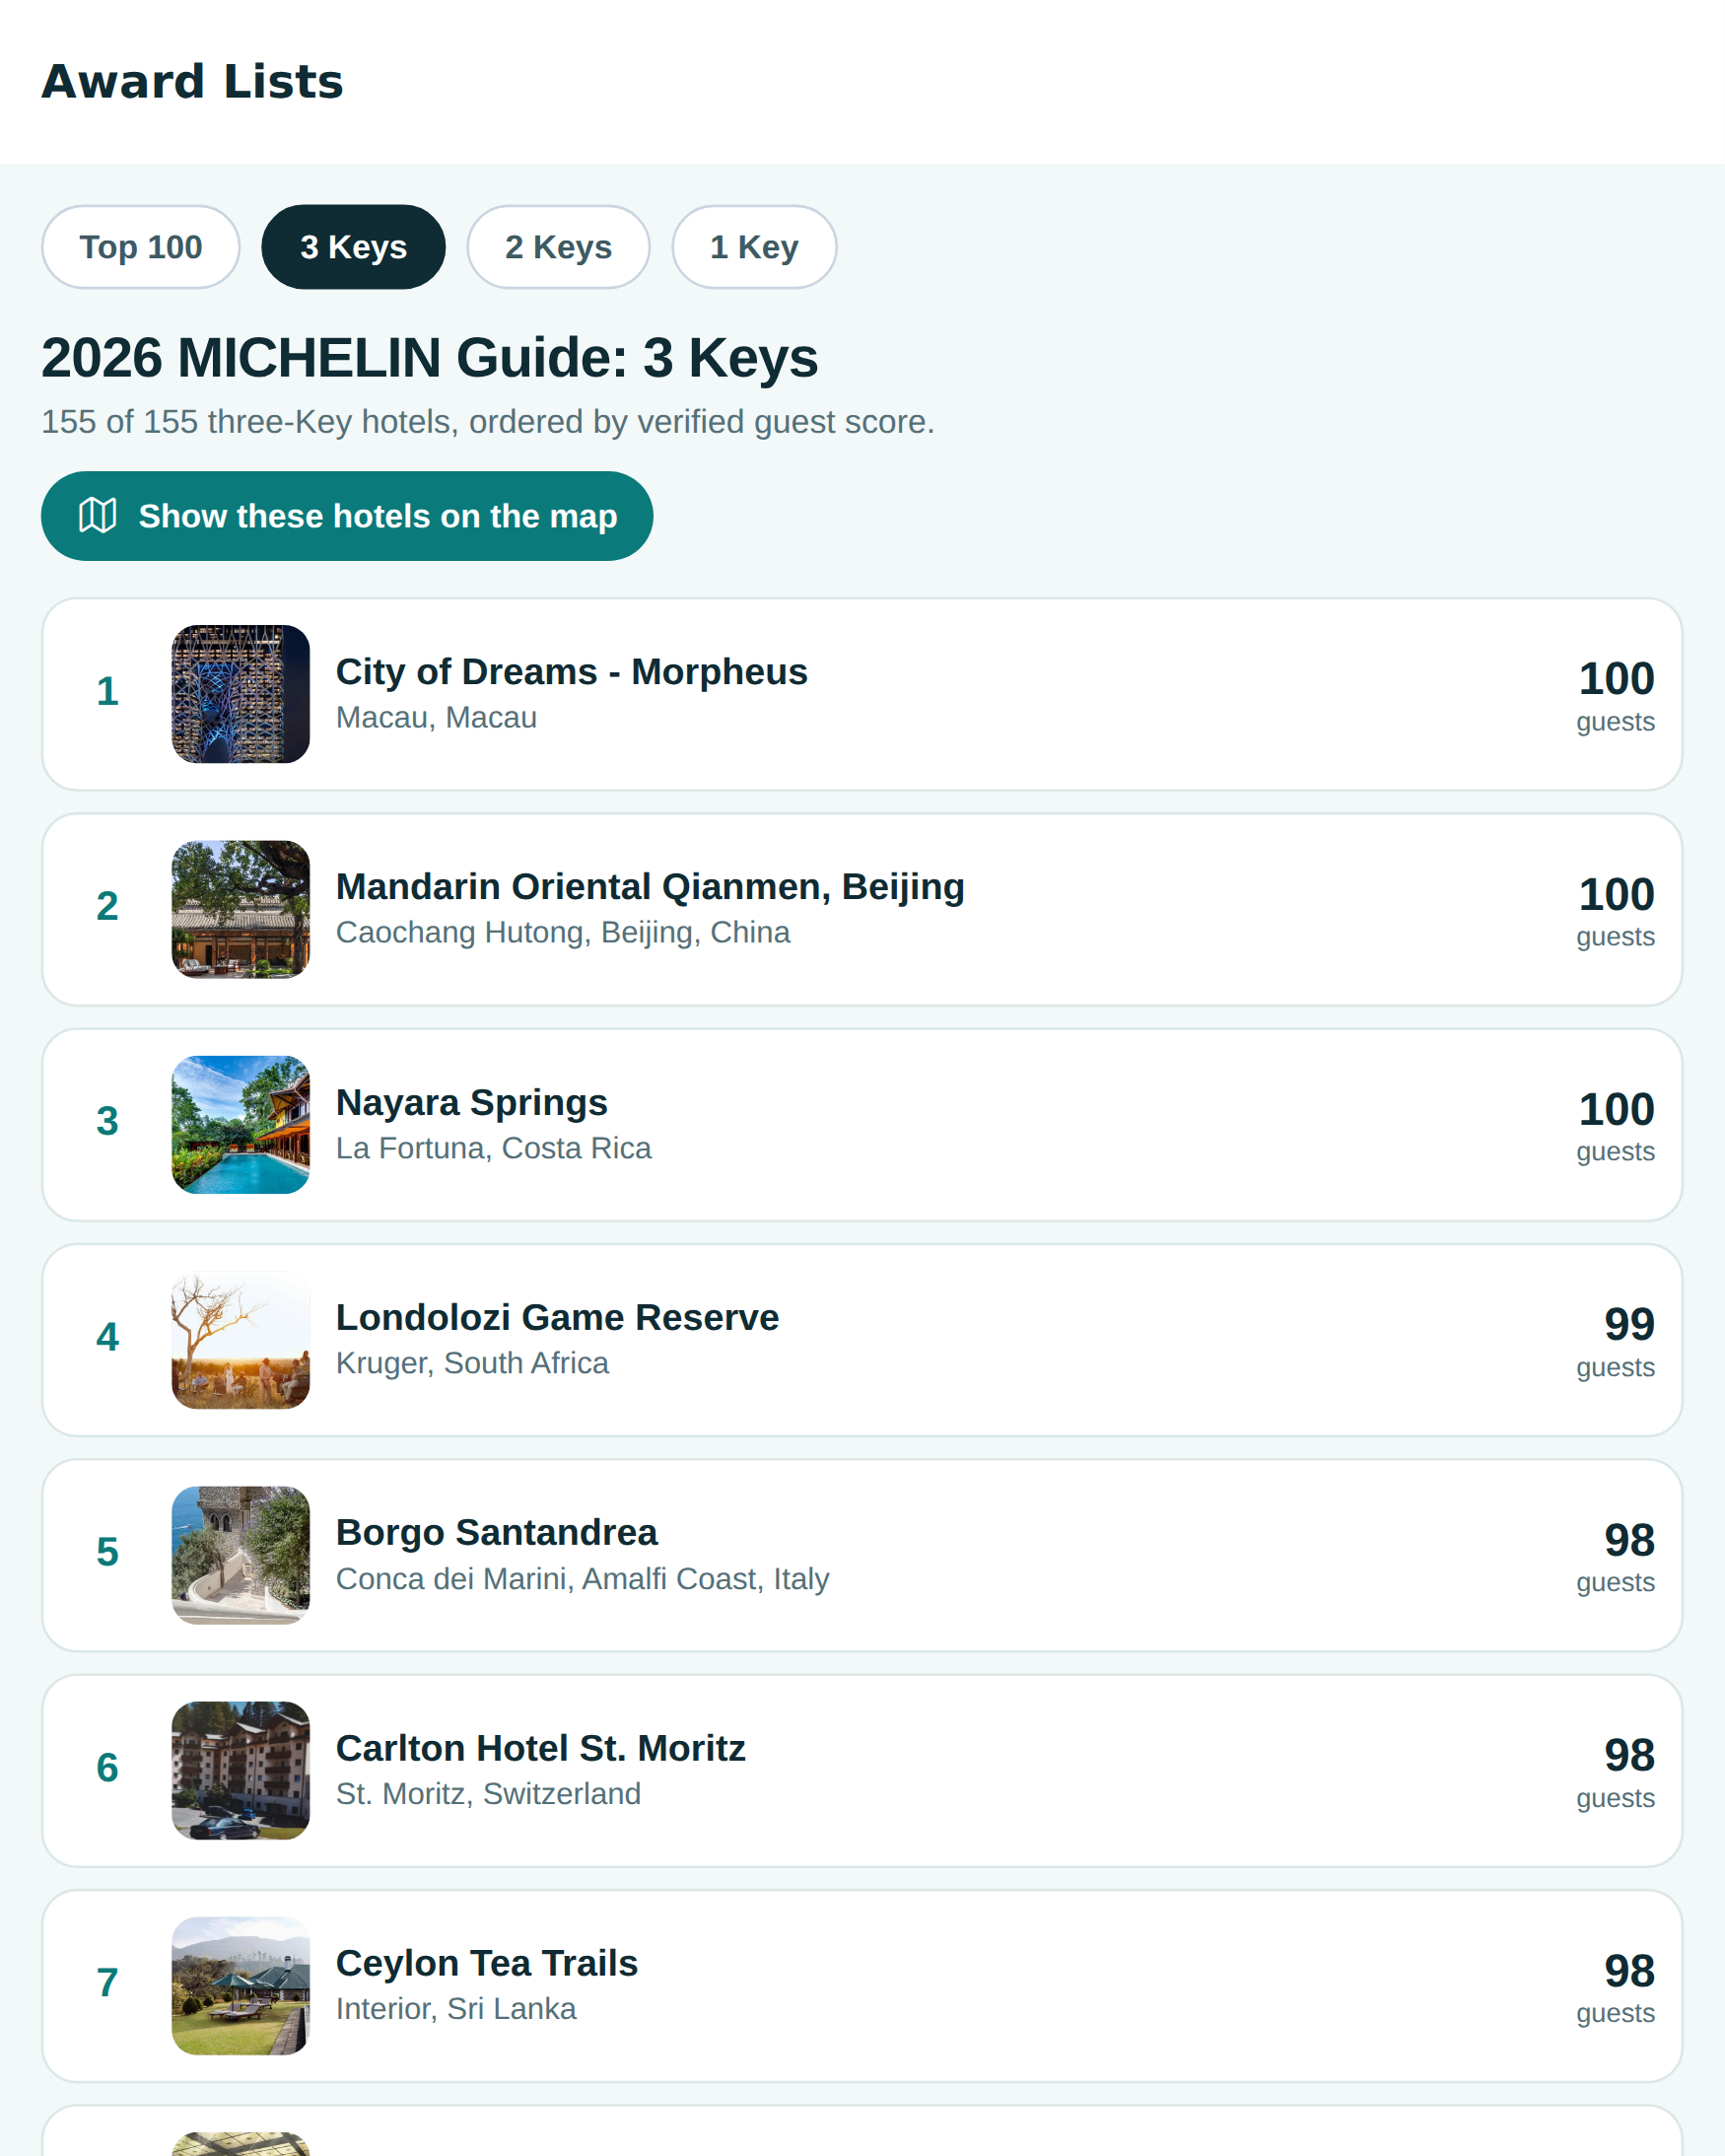 Award Lists
Top 100
3 Keys
2 Keys
1 Key
2026 MICHELIN Guide: 3 Keys
155 of 155 three-Key hotels, ordered by verified guest score.
Show these hotels on the map
1
City of Dreams - Morpheus
Macau, Macau
100
guests
2
Mandarin Oriental Qianmen, Beijing
Caochang Hutong, Beijing, China
100
guests
3
Nayara Springs
La Fortuna, Costa Rica
100
guests
4
Londolozi Game Reserve
Kruger, South Africa
99
guests
5
Borgo Santandrea
Conca dei Marini, Amalfi Coast, Italy
98
guests
6
Carlton Hotel St. Moritz
St. Moritz, Switzerland
98
guests
7
Ceylon Tea Trails
Interior, Sri Lanka
98
guests